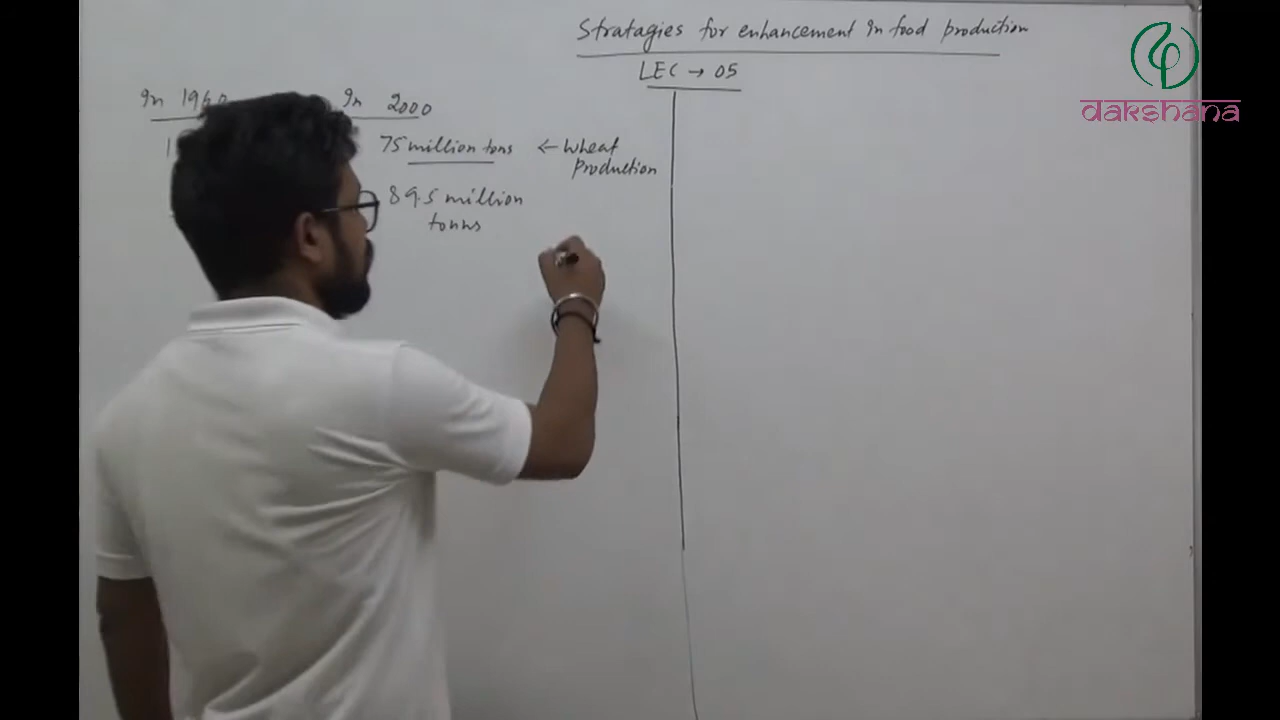 Stratagies for enhancement in food production
LEC → 05
dakshana
In In 2000
75 million tons ← Wheat
Production
89.5 million
tonns